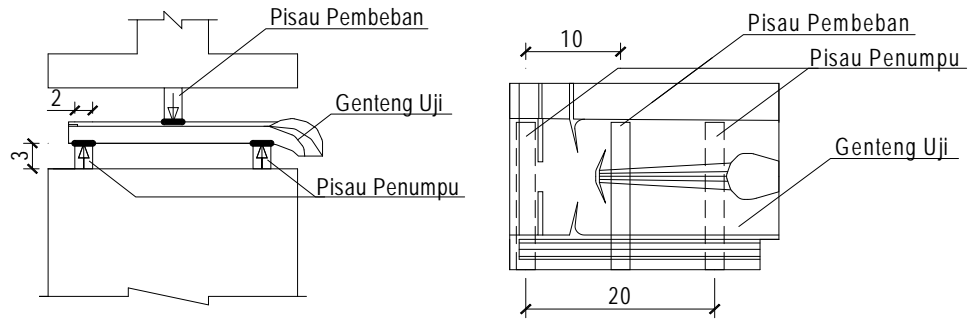 Pisau Pembeban
2
Genteng Uji
3
Pisau Penumpu
Pisau Pembeban
10
Pisau Penumpu
Genteng Uji
20